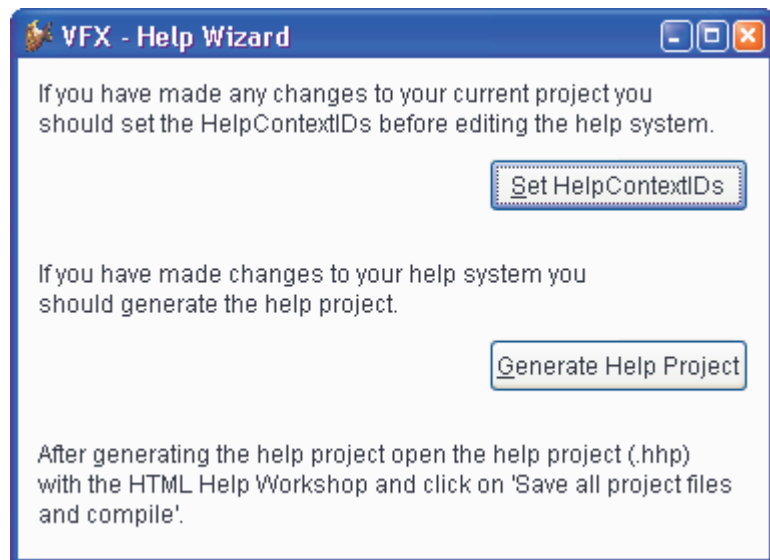 VFX - Help Wizard
If you have made any changes to your current project you
should set the HelpContextIDs before editing the help system.
Set HelpContextIDs
If you have made changes to your help system you
should generate the help project.
Generate Help Project
After generating the help project open the help project (.hhp)
with the HTML Help Workshop and click on 'Save all project files
and compile'.